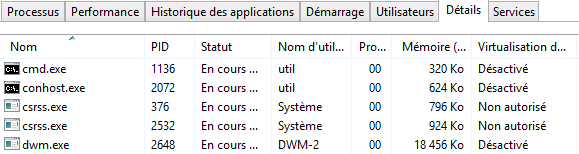 Processus Performance Historique des applications Démarrage Utilisateurs Détails Services
Nom PID Statut Nom d'util... Pro... Mémoire (... Virtualisation d...
cmd.exe 1136 En cours ... util 00 320 Ko Désactivé
conhost.exe 2072 En cours ... util 00 624 Ko Désactivé
csrss.exe 376 En cours ... Système 00 796 Ko Non autorisé
csrss.exe 2532 En cours ... Système 00 924 Ko Non autorisé
dwm.exe 2648 En cours ... DWM-2 00 18 456 Ko Désactivé